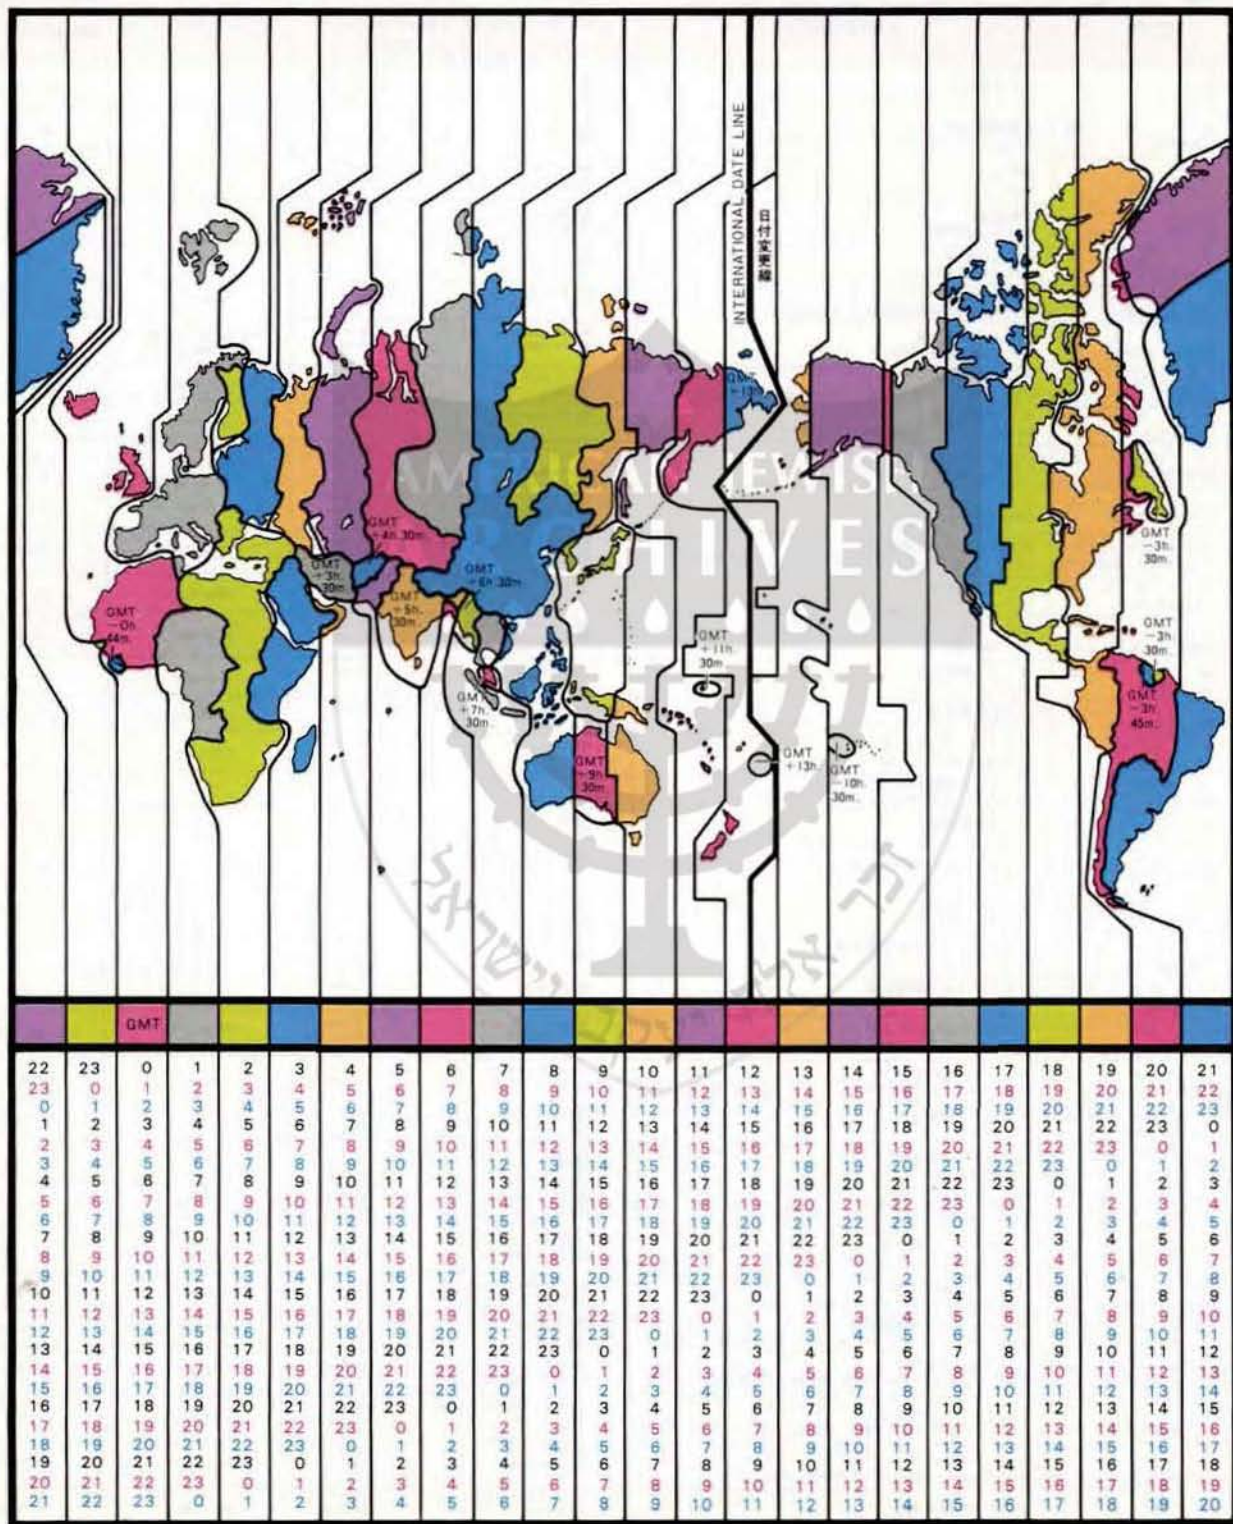 INTERNATIONAL DATE LINE
日付変更線
GMT
+4h. 30m.
GMT
+3h.
30m.
GMT
+6h. 30m.
GMT
+5h.
30m.
GMT
-0h.
44m.
GMT
+7h.
30m.
GMT
+9h.
30m.
GMT
+11h.
30m.
GMT
+13h.
GMT
-10h.
30m.
GMT
-3h.
30m.
GMT
-3h
30m.
GMT
-3h.
45m.
AMERICAN JEWISH
ARCHIVES
GMT
22 23 0 1 2 3 4 5 6 7 8 9 10 11 12 13 14 15 16 17 18 19 20 21
23 0 1 2 3 4 5 6 7 8 9 10 11 12 13 14 15 16 17 18 19 20 21 22
0 1 2 3 4 5 6 7 8 9 10 11 12 13 14 15 16 17 18 19 20 21 22 23
1 2 3 4 5 6 7 8 9 10 11 12 13 14 15 16 17 18 19 20 21 22 23 0
2 3 4 5 6 7 8 9 10 11 12 13 14 15 16 17 18 19 20 21 22 23 0 1
3 4 5 6 7 8 9 10 11 12 13 14 15 16 17 18 19 20 21 22 23 0 1 2
4 5 6 7 8 9 10 11 12 13 14 15 16 17 18 19 20 21 22 23 0 1 2 3
5 6 7 8 9 10 11 12 13 14 15 16 17 18 19 20 21 22 23 0 1 2 3 4
6 7 8 9 10 11 12 13 14 15 16 17 18 19 20 21 22 23 0 1 2 3 4 5
7 8 9 10 11 12 13 14 15 16 17 18 19 20 21 22 23 0 1 2 3 4 5 6
8 9 10 11 12 13 14 15 16 17 18 19 20 21 22 23 0 1 2 3 4 5 6 7
9 10 11 12 13 14 15 16 17 18 19 20 21 22 23 0 1 2 3 4 5 6 7 8
10 11 12 13 14 15 16 17 18 19 20 21 22 23 0 1 2 3 4 5 6 7 8 9
11 12 13 14 15 16 17 18 19 20 21 22 23 0 1 2 3 4 5 6 7 8 9 10
12 13 14 15 16 17 18 19 20 21 22 23 0 1 2 3 4 5 6 7 8 9 10 11
13 14 15 16 17 18 19 20 21 22 23 0 1 2 3 4 5 6 7 8 9 10 11 12
14 15 16 17 18 19 20 21 22 23 0 1 2 3 4 5 6 7 8 9 10 11 12 13
15 16 17 18 19 20 21 22 23 0 1 2 3 4 5 6 7 8 9 10 11 12 13 14
16 17 18 19 20 21 22 23 0 1 2 3 4 5 6 7 8 9 10 11 12 13 14 15
17 18 19 20 21 22 23 0 1 2 3 4 5 6 7 8 9 10 11 12 13 14 15 16
18 19 20 21 22 23 0 1 2 3 4 5 6 7 8 9 10 11 12 13 14 15 16 17
19 20 21 22 23 0 1 2 3 4 5 6 7 8 9 10 11 12 13 14 15 16 17 18
20 21 22 23 0 1 2 3 4 5 6 7 8 9 10 11 12 13 14 15 16 17 18 19
21 22 23 0 1 2 3 4 5 6 7 8 9 10 11 12 13 14 15 16 17 18 19 20